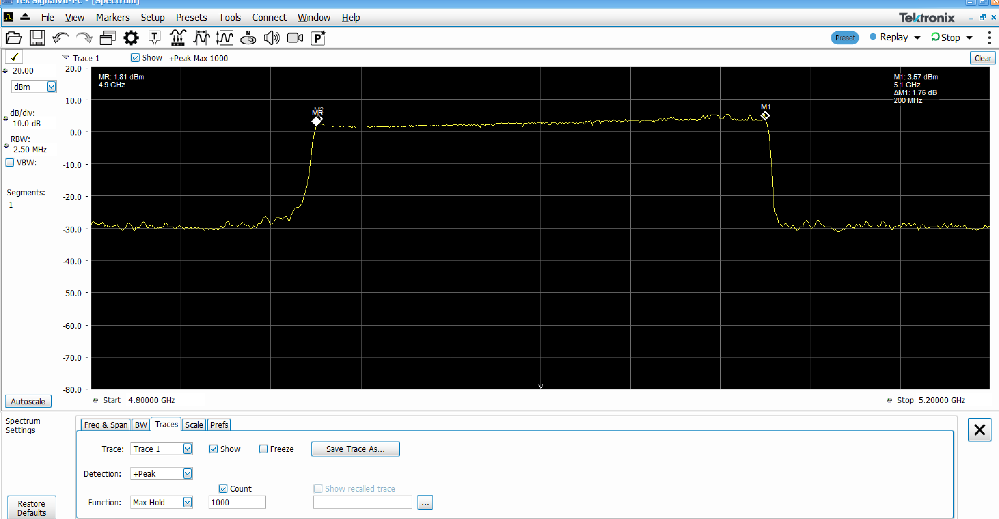 Tek SignalVu-PC - [Spectrum]
File View Markers Setup Presets Tools Connect Window Help
Tektronix
T
N
P
Preset Replay Stop
Trace 1 Show +Peak Max 1000
Clear
20.00
dBm
dB/div:
10.0 dB
RBW:
2.50 MHz
VBW:
Segments:
1
20.0
10.0
0.0
-10.0
-20.0
-30.0
-40.0
-50.0
-60.0
-70.0
-80.0
MR: 1.81 dBm
4.9 GHz
MR
M1
M1: 3.57 dBm
5.1 GHz
ΔM1: 1.76 dB
200 MHz
Autoscale
Start 4.80000 GHz
Stop 5.20000 GHz
Spectrum
Settings
Freq & Span BW Traces Scale Prefs
Trace: Trace 1 Show Freeze Save Trace As...
Detection: +Peak
Count
Show recalled trace
Function: Max Hold 1000 ...
Restore
Defaults